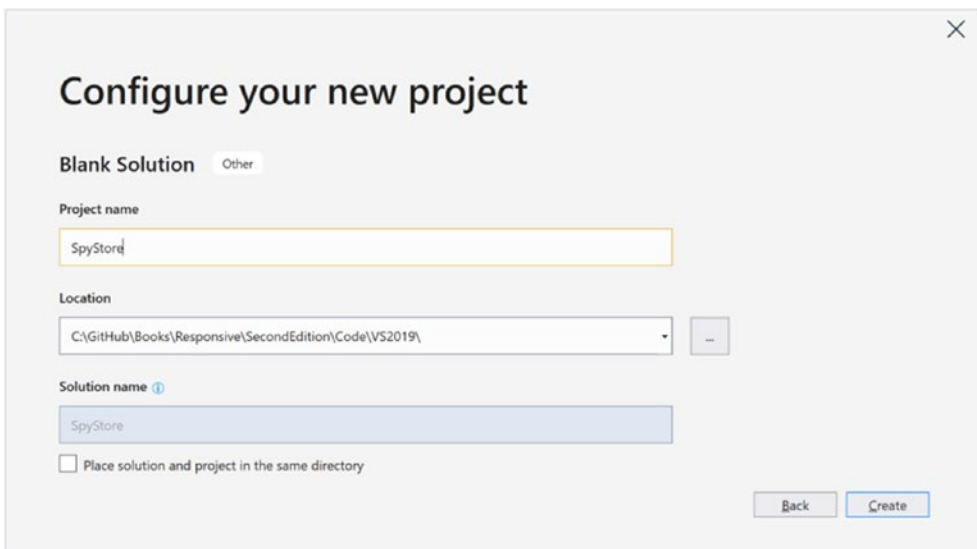 Configure your new project
Blank Solution Other
Project name
SpyStore
Location
C:\GitHub\Books\Responsive\SecondEdition\Code\VS2019\
...
Solution name
SpyStore
Place solution and project in the same directory
Back Create